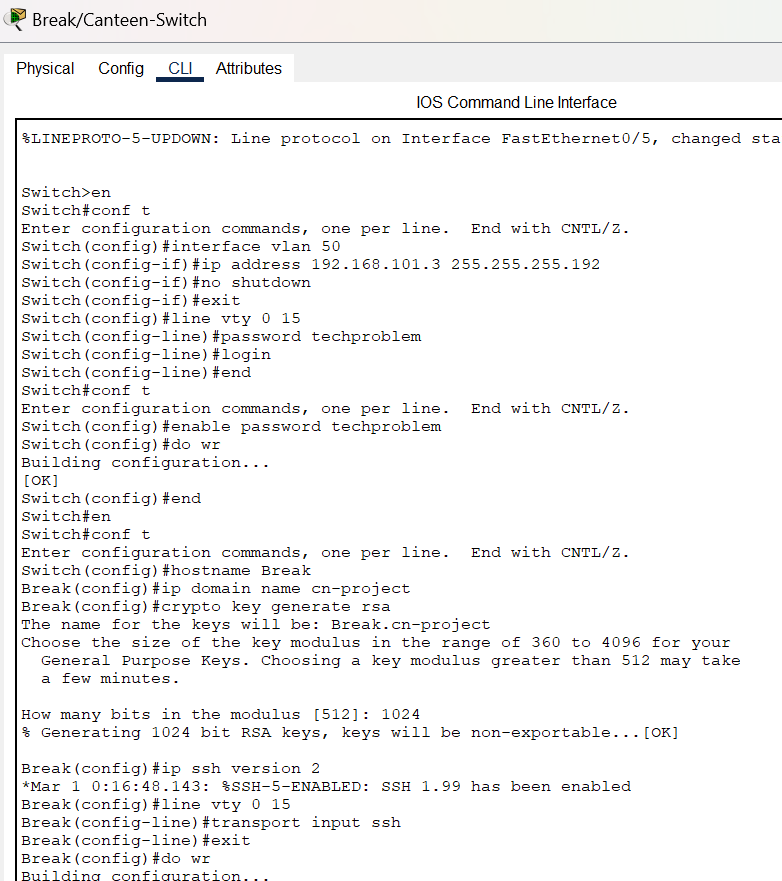 Break/Canteen-Switch
Physical Config CLI Attributes
IOS Command Line Interface
%LINEPROTO-5-UPDOWN: Line protocol on Interface FastEthernet0/5, changed sta
Switch>en
Switch#conf t
Enter configuration commands, one per line. End with CNTL/Z.
Switch(config)#interface vlan 50
Switch(config-if)#ip address 192.168.101.3 255.255.255.192
Switch(config-if)#no shutdown
Switch(config-if)#exit
Switch(config)#line vty 0 15
Switch(config-line)#password techproblem
Switch(config-line)#login
Switch(config-line)#end
Switch#conf t
Enter configuration commands, one per line. End with CNTL/Z.
Switch(config)#enable password techproblem
Switch(config)#do wr
Building configuration...
[OK]
Switch(config)#end
Switch#en
Switch#conf t
Enter configuration commands, one per line. End with CNTL/Z.
Switch(config)#hostname Break
Break(config)#ip domain name cn-project
Break(config)#crypto key generate rsa
The name for the keys will be: Break.cn-project
Choose the size of the key modulus in the range of 360 to 4096 for your
General Purpose Keys. Choosing a key modulus greater than 512 may take
a few minutes.
How many bits in the modulus [512]: 1024
% Generating 1024 bit RSA keys, keys will be non-exportable...[OK]
Break(config)#ip ssh version 2
*Mar 1 0:16:48.143: %SSH-5-ENABLED: SSH 1.99 has been enabled
Break(config)#line vty 0 15
Break(config-line)#transport input ssh
Break(config-line)#exit
Break(config)#do wr
Building configuration...